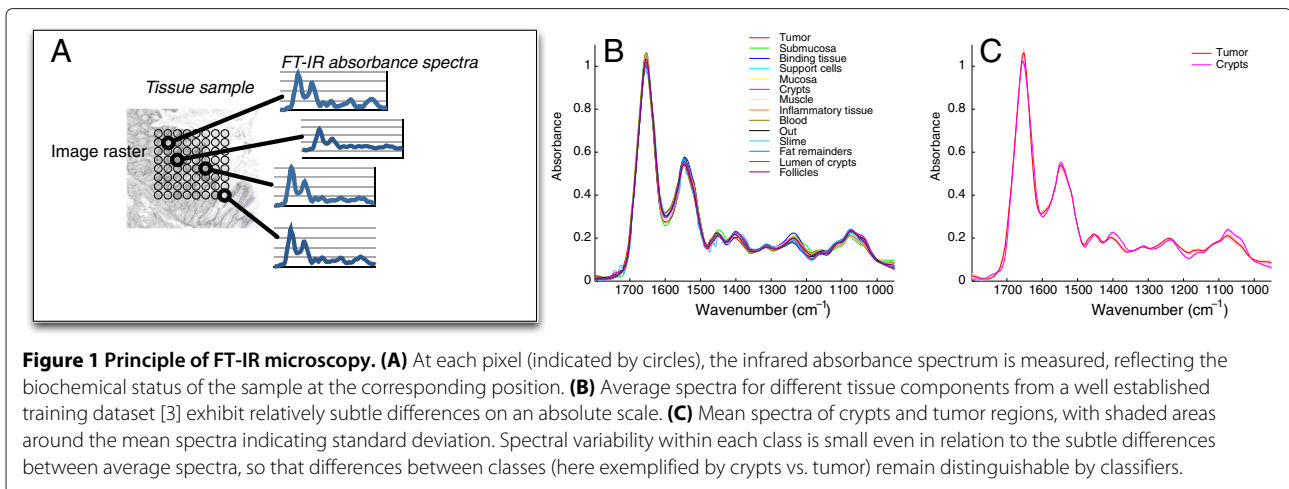 A
FT-IR absorbance spectra
Tissue sample
Image raster
B
Tumor
Submucosa
Binding tissue
Support cells
Mucosa
Crypts
Muscle
Inflammatory tissue
Blood
Out
Slime
Fat remainders
Lumen of crypts
Follicles
1
0.8
0.6
0.4
0.2
0
Absorbance
1700 1600 1500 1400 1300 1200 1100 1000
Wavenumber (cm⁻¹)
C
Tumor
Crypts
1
0.8
0.6
0.4
0.2
0
Absorbance
1700 1600 1500 1400 1300 1200 1100 1000
Wavenumber (cm⁻¹)
Figure 1 Principle of FT-IR microscopy. (A) At each pixel (indicated by circles), the infrared absorbance spectrum is measured, reflecting the
biochemical status of the sample at the corresponding position. (B) Average spectra for different tissue components from a well established
training dataset [3] exhibit relatively subtle differences on an absolute scale. (C) Mean spectra of crypts and tumor regions, with shaded areas
around the mean spectra indicating standard deviation. Spectral variability within each class is small even in relation to the subtle differences
between average spectra, so that differences between classes (here exemplified by crypts vs. tumor) remain distinguishable by classifiers.